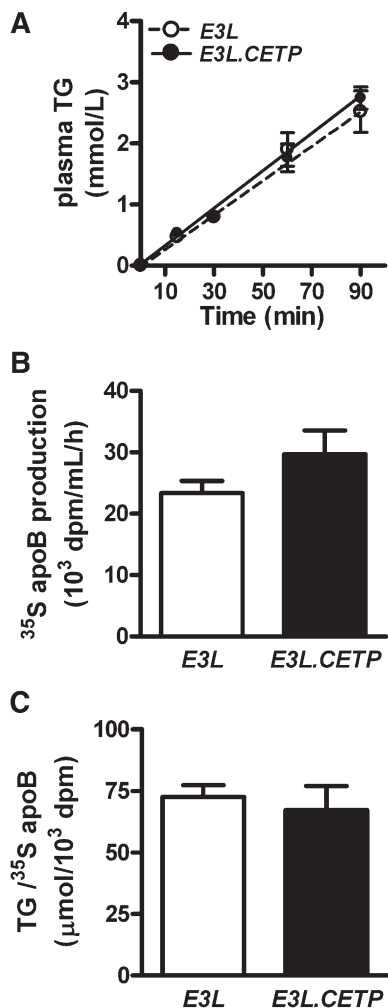 A
E3L
E3L.CETP
plasma TG
(mmol/L)
4
3
2
1
0
10 30 50 70 90
Time (min)
B
³⁵S apoB production
(10³ dpm/mL/h)
40
30
20
10
0
E3L E3L.CETP
C
TG /³⁵S apoB
(μmol/10³ dpm)
100
75
50
25
0
E3L E3L.CETP